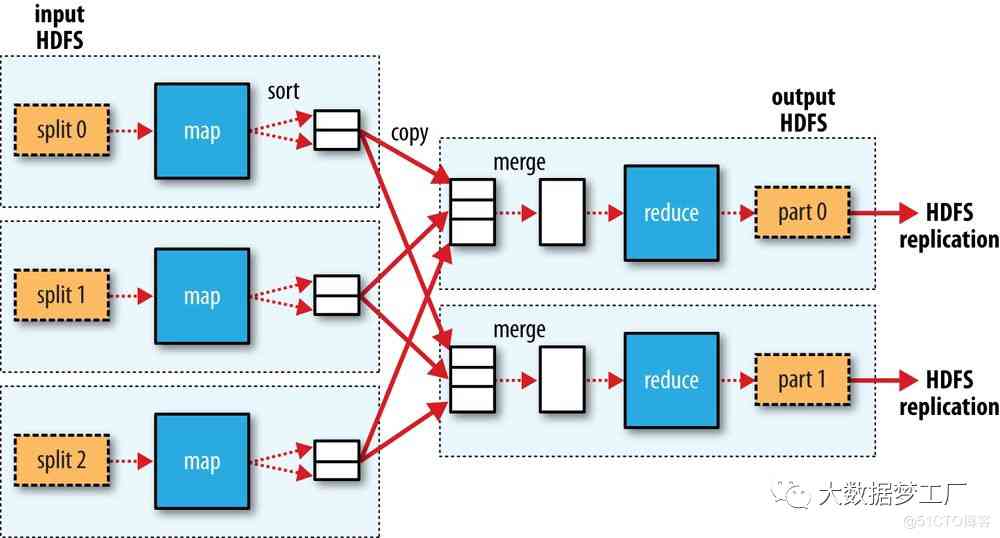 input
HDFS
split 0
map
sort
copy
split 1
map
split 2
map
output
HDFS
merge
reduce
part 0
HDFS
replication
merge
reduce
part 1
HDFS
replication
大数据梦工厂
@51CTO博客